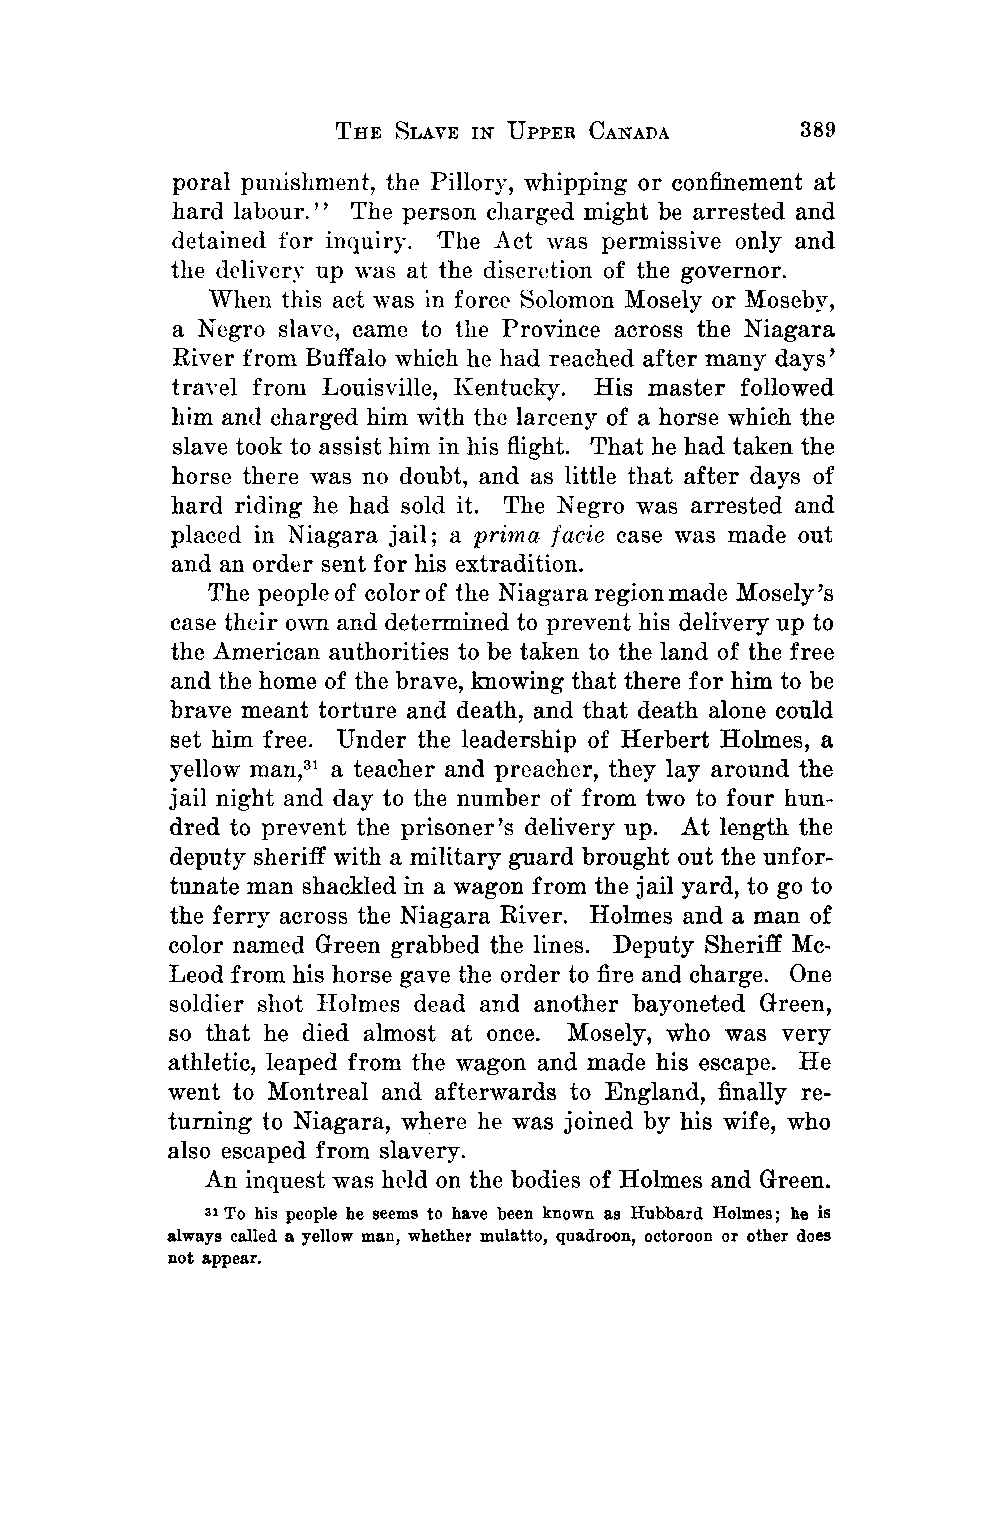 THE SLAVE IN UPPER CANADA 389
poral punishment, the Pillory, whipping or confinement at
hard labour.'' The person charged might be arrested and
detained for inquiry. The Act was permissive only and
the delivery up was at the discretion of the governor.
When this act was in force Solomon Mosely or Moseby,
a Negro slave, came to the Province across the Niagara
River from Buffalo which he had reached after many days'
travel from Louisville, Kentucky. His master followed
him and charged him with the larceny of a horse which the
slave took to assist him in his flight. That he had taken the
horse there was no doubt, and as little that after days of
hard riding he had sold it. The Negro was arrested and
placed in Niagara jail; a prima facie case was made out
and an order sent for his extradition.
The people of color of the Niagara region made Mosely's
case their own and determined to prevent his delivery up to
the American authorities to be taken to the land of the free
and the home of the brave, knowing that there for him to be
brave meant torture and death, and that death alone could
set him free. Under the leadership of Herbert Holmes, a
yellow man,³¹ a teacher and preacher, they lay around the
jail night and day to the number of from two to four hun-
dred to prevent the prisoner's delivery up. At length the
deputy sheriff with a military guard brought out the unfor-
tunate man shackled in a wagon from the jail yard, to go to
the ferry across the Niagara River. Holmes and a man of
color named Green grabbed the lines. Deputy Sheriff Mc-
Leod from his horse gave the order to fire and charge. One
soldier shot Holmes dead and another bayoneted Green,
so that he died almost at once. Mosely, who was very
athletic, leaped from the wagon and made his escape. He
went to Montreal and afterwards to England, finally re-
turning to Niagara, where he was joined by his wife, who
also escaped from slavery.
An inquest was held on the bodies of Holmes and Green.
³¹ To his people he seems to have been known as Hubbard Holmes; he is
always called a yellow man, whether mulatto, quadroon, octoroon or other does
not appear.